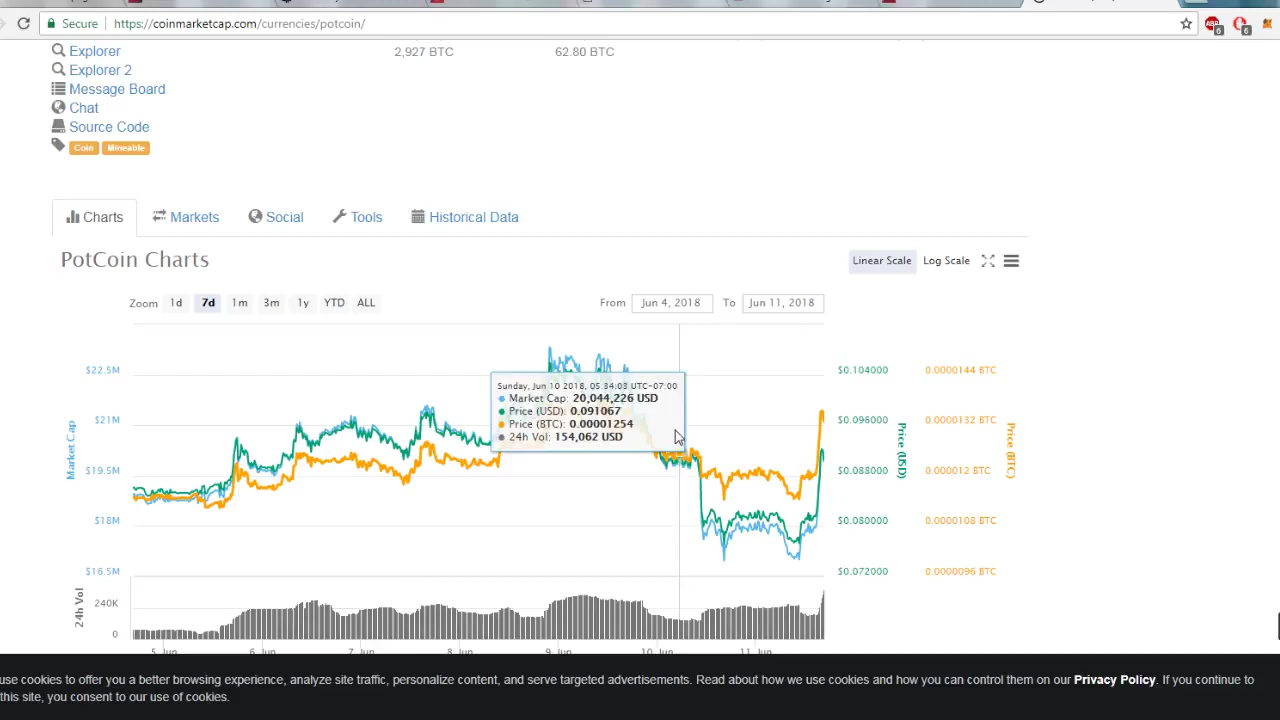 Secure https://coinmarketcap.com/currencies/potcoin/
6 6
Explorer 2,927 BTC 62.80 BTC
Explorer 2
Message Board
Chat
Source Code
Coin Mineable
Charts Markets Social Tools Historical Data
PotCoin Charts Linear Scale Log Scale
Zoom 1d 7d 1m 3m 1y YTD ALL From Jun 4, 2018 To Jun 11, 2018
$22.5M $0.104000 0.0000144 BTC
Sunday, Jun 10 2018, 05:34:03 UTC-07:00
Market Cap: 20,044,226 USD
Price (USD): 0.091067
Price (BTC): 0.00001254
24h Vol: 154,062 USD
$21M $0.096000 0.0000132 BTC
Market Cap Price (USD) Price (BTC)
$19.5M $0.088000 0.000012 BTC
$18M $0.080000 0.0000108 BTC
$16.5M $0.072000 0.0000096 BTC
24h Vol
240K
0
5. Jun 6. Jun 7. Jun 8. Jun 9. Jun 10. Jun 11. Jun
use cookies to offer you a better browsing experience, analyze site traffic, personalize content, and serve targeted advertisements. Read about how we use cookies and how you can control them on our Privacy Policy. If you continue to
this site, you consent to our use of cookies.